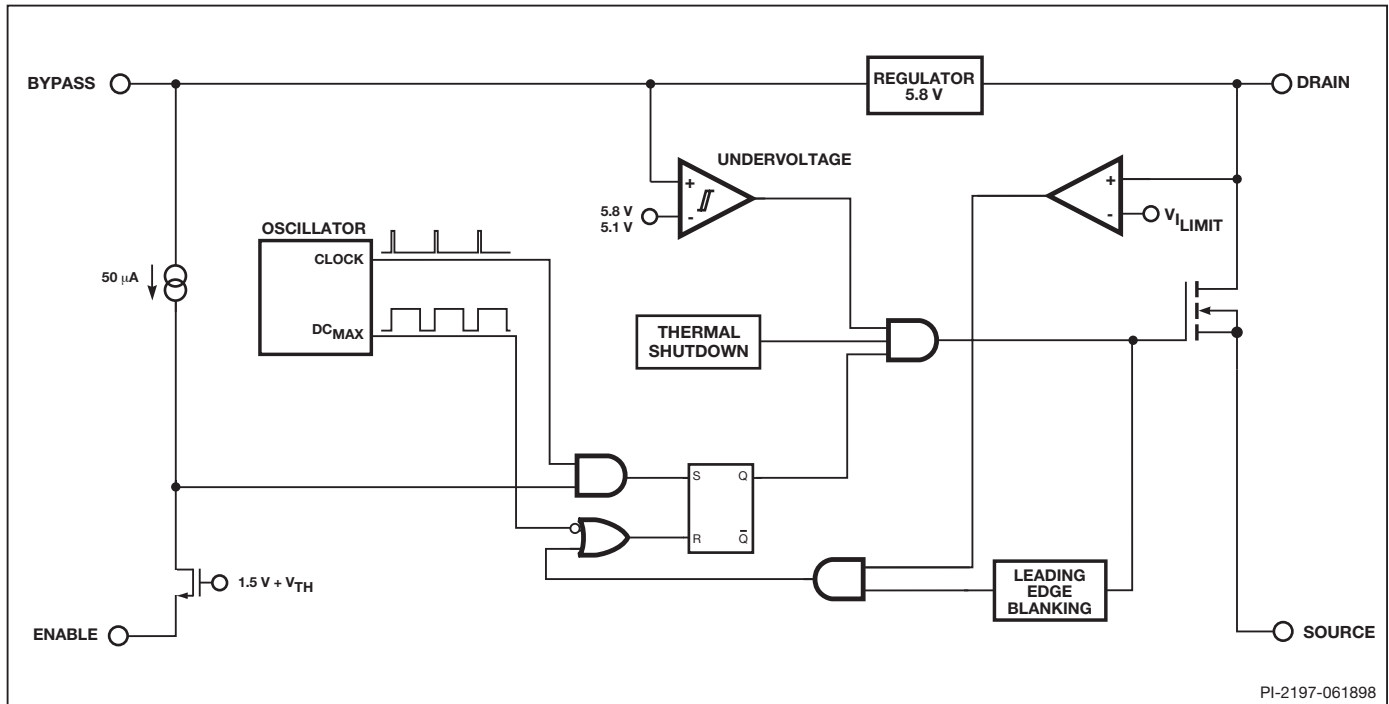 BYPASS
REGULATOR
5.8 V
DRAIN
UNDERVOLTAGE
+
-
5.8 V
5.1 V
+
-
VILIMIT
OSCILLATOR
CLOCK
DCMAX
50 µA
THERMAL
SHUTDOWN
S Q
R Q̅
1.5 V + VTH
LEADING
EDGE
BLANKING
ENABLE
SOURCE
PI-2197-061898